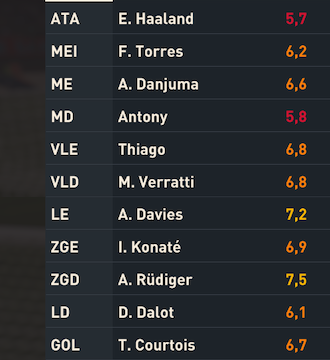 ATA E. Haaland 5,7
MEI F. Torres 6,2
ME A. Danjuma 6,6
MD Antony 5,8
VLE Thiago 6,8
VLD M. Verratti 6,8
LE A. Davies 7,2
ZGE I. Konaté 6,9
ZGD A. Rüdiger 7,5
LD D. Dalot 6,1
GOL T. Courtois 6,7